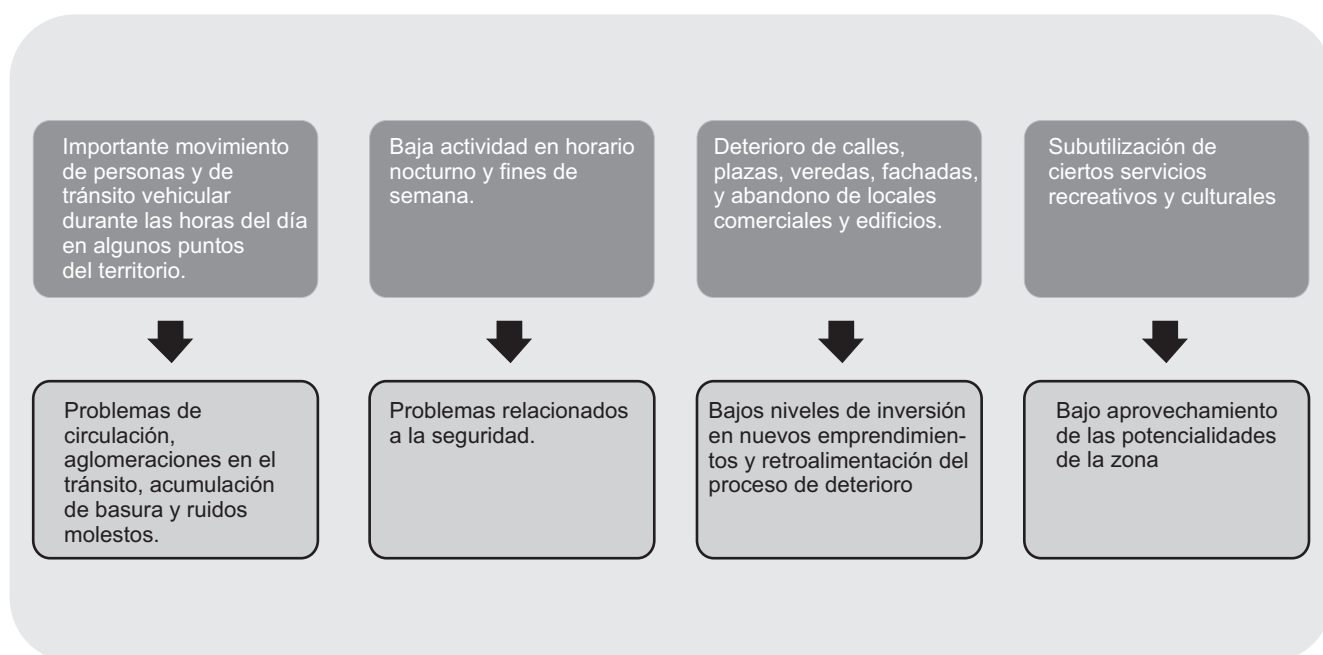 Importante movimiento
de personas y de
tránsito vehicular
durante las horas del día
en algunos puntos
del territorio.
Baja actividad en horario
nocturno y fines de
semana.
Deterioro de calles,
plazas, veredas, fachadas,
y abandono de locales
comerciales y edificios.
Subutilización de
ciertos servicios
recreativos y culturales
Problemas de
circulación,
aglomeraciones en el
tránsito, acumulación
de basura y ruidos
molestos.
Problemas relacionados
a la seguridad.
Bajos niveles de inversión
en nuevos emprendimien-
tos y retroalimentación del
proceso de deterioro
Bajo aprovechamiento
de las potencialidades
de la zona